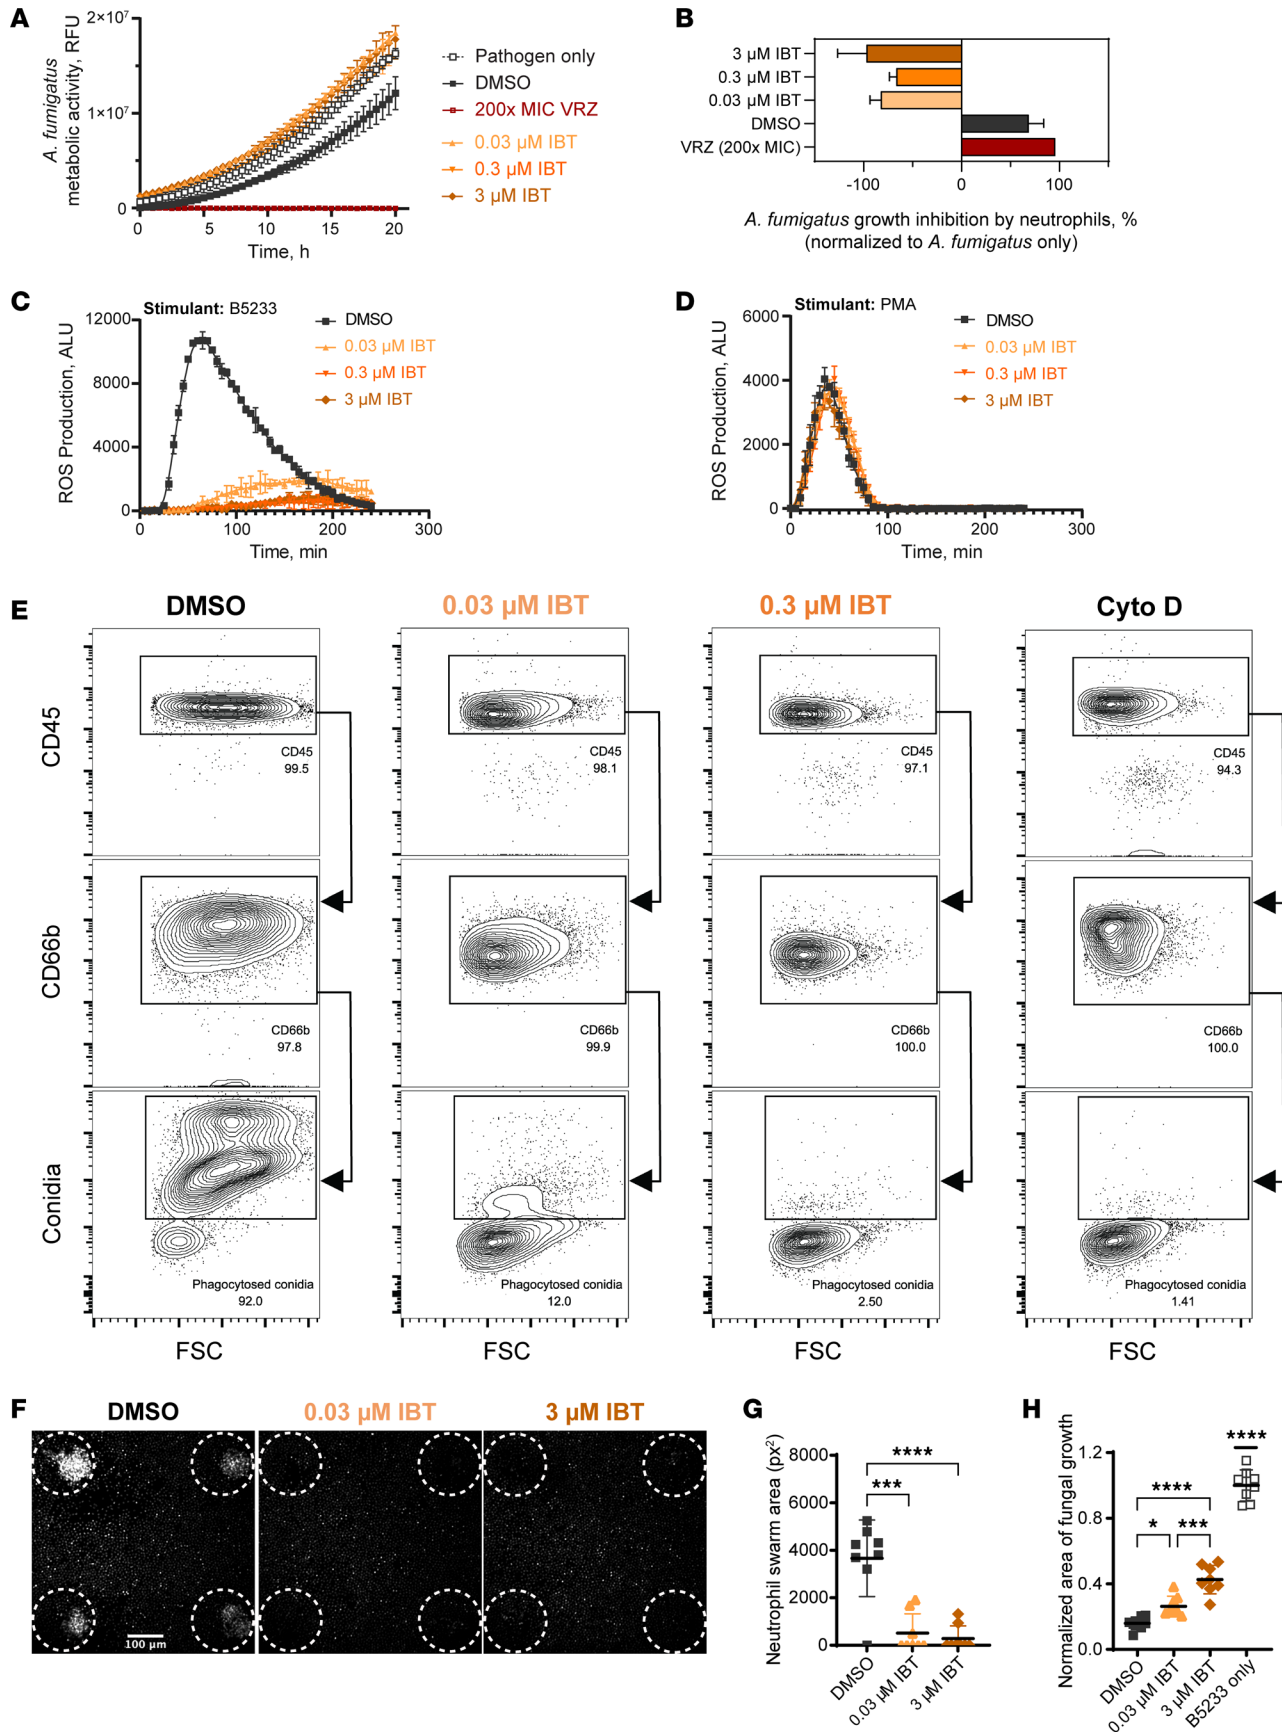 A
2×10⁷
1×10⁷
0
A. fumigatus
metabolic activity, RFU
0 5 10 15 20
Time, h
Pathogen only
DMSO
200x MIC VRZ
0.03 µM IBT
0.3 µM IBT
3 µM IBT
B
3 µM IBT
0.3 µM IBT
0.03 µM IBT
DMSO
VRZ (200x MIC)
-100 0 100
A. fumigatus growth inhibition by neutrophils, %
(normalized to A. fumigatus only)
C
Stimulant: B5233
12000
8000
4000
0
ROS Production, ALU
0 100 200 300
Time, min
DMSO
0.03 µM IBT
0.3 µM IBT
3 µM IBT
D
Stimulant: PMA
6000
4000
2000
0
ROS Production, ALU
0 100 200 300
Time, min
DMSO
0.03 µM IBT
0.3 µM IBT
3 µM IBT
E
DMSO 0.03 µM IBT 0.3 µM IBT Cyto D
CD45
CD45 CD45 CD45 CD45
99.5 98.1 97.1 94.3
CD66b
CD66b CD66b CD66b CD66b
97.8 99.9 100.0 100.0
Conidia
Phagocytosed conidia Phagocytosed conidia Phagocytosed conidia Phagocytosed conidia
92.0 12.0 2.50 1.41
FSC FSC FSC FSC
F
DMSO 0.03 µM IBT 3 µM IBT
100 µm
G
8000
6000
4000
2000
0
Neutrophil swarm area (px²)
****
***
DMSO
0.03 µM IBT
3 µM IBT
H
1.2
0.8
0.4
0.0
Normalized area of fungal growth
****
****
* ***
DMSO
0.03 µM IBT
3 µM IBT
B5233 only